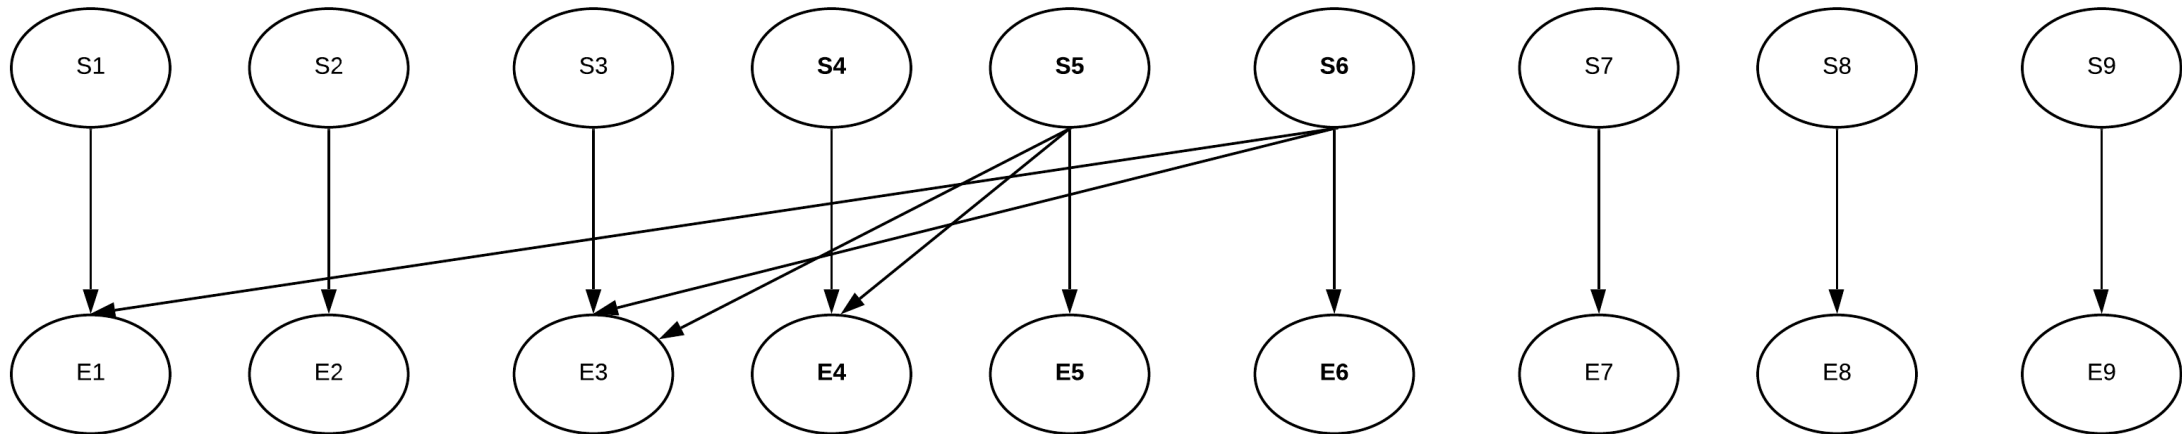 S1 S2 S3 S4 S5 S6 S7 S8 S9
E1 E2 E3 E4 E5 E6 E7 E8 E9